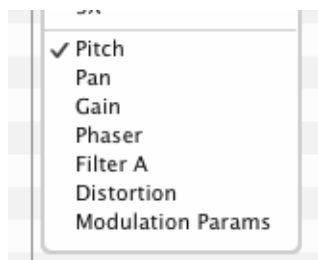 Pitch
Pan
Gain
Phaser
Filter A
Distortion
Modulation Params